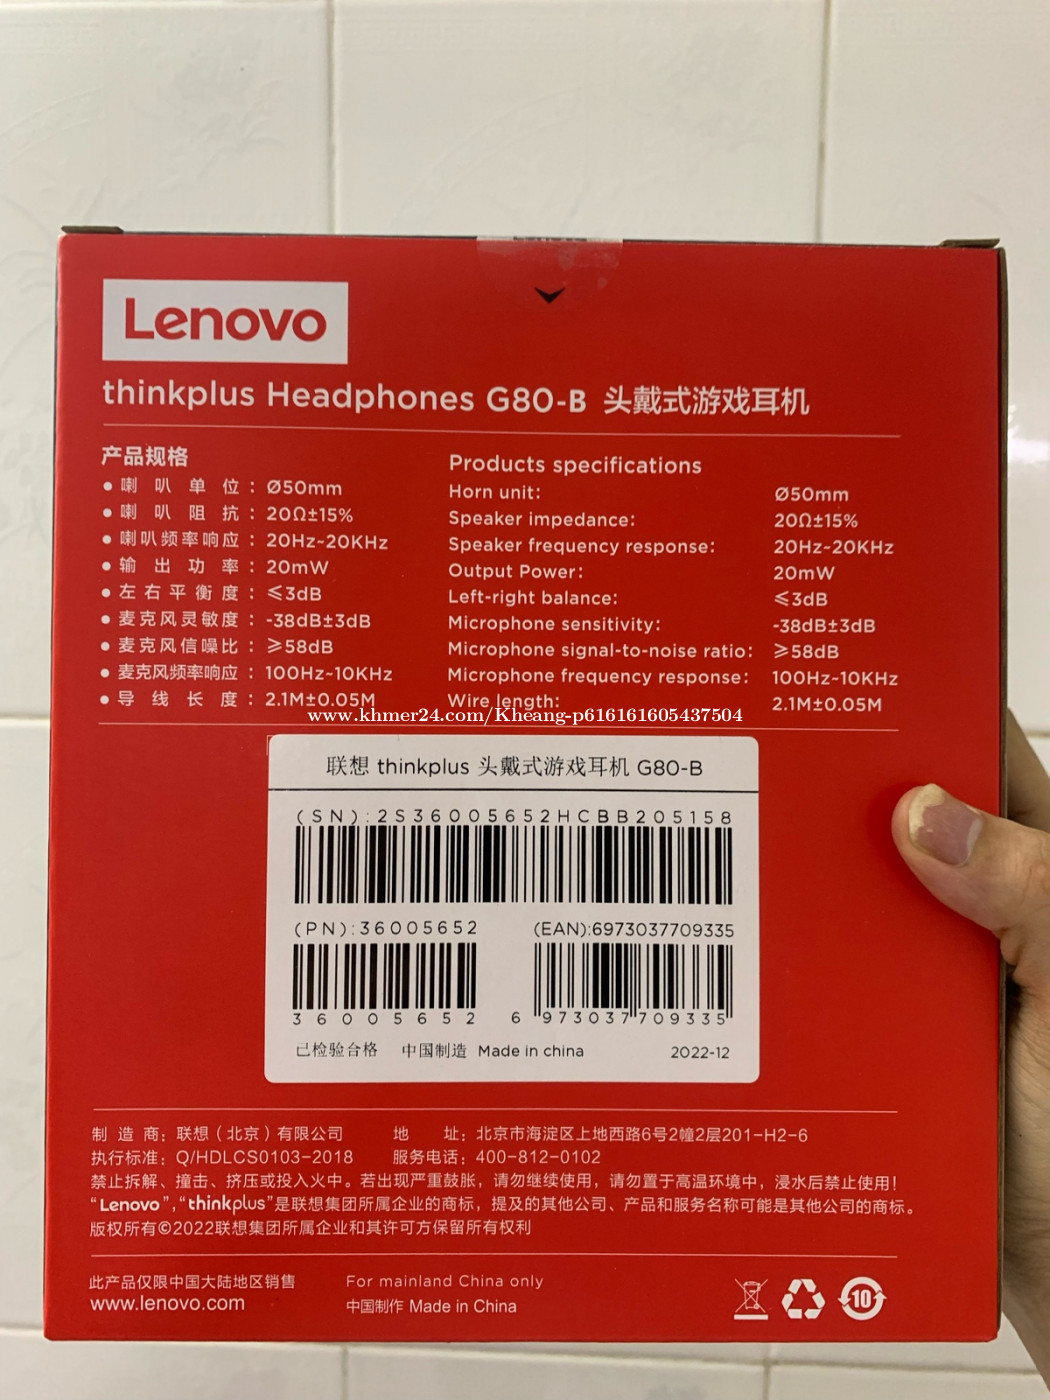 Lenovo
Lenovo
thinkplus Headphones G80-B 头戴式游戏耳机
产品规格
• 喇叭单位：Ø50mm
• 喇叭阻抗：20Ω±15%
• 喇叭频率响应：20Hz~20KHz
• 输出功率：20mW
• 左右平衡度：≤3dB
• 麦克风灵敏度：-38dB±3dB
• 麦克风信噪比：≥58dB
• 麦克风频率响应：100Hz~10KHz
• 导线长度：2.1M±0.05M
Products specifications
Horn unit: Ø50mm
Speaker impedance: 20Ω±15%
Speaker frequency response: 20Hz~20KHz
Output Power: 20mW
Left-right balance: ≤3dB
Microphone sensitivity: -38dB±3dB
Microphone signal-to-noise ratio: ≥58dB
Microphone frequency response: 100Hz~10KHz
Wire length: 2.1M±0.05M
www.khmer24.com/Kheang-p616161605437504
联想 thinkplus 头戴式游戏耳机 G80-B
(SN):2S36005652HCBB205158
(PN):36005652 (EAN):6973037709335
36005652 6 973037 709335
已检验合格 中国制造 Made in china 2022-12
制造商：联想（北京）有限公司 地址：北京市海淀区上地西路6号2幢2层201-H2-6
执行标准：Q/HDLCS0103-2018 服务电话：400-812-0102
禁止拆解、撞击、挤压或投入火中。若出现严重鼓胀，请勿继续使用，请勿置于高温环境中，浸水后禁止使用！
“Lenovo”,“thinkplus”是联想集团所属企业的商标，提及的其他公司、产品和服务名称可能是其他公司的商标。
版权所有©2022联想集团所属企业和其许可方保留所有权利
此产品仅限中国大陆地区销售 For mainland China only
www.lenovo.com 中国制作 Made in China
10